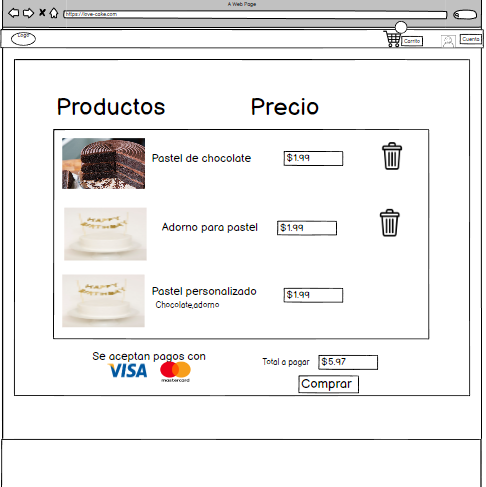 A Web Page
https://love-cake.com
Logo
Carrito
Cuenta
Productos
Precio
Pastel de chocolate
$1.99
Adorno para pastel
$1.99
Pastel personalizado
$1.99
Chocolate,adorno
Se aceptan pagos con
VISA
mastercard
Total a pagar
$5.97
Comprar